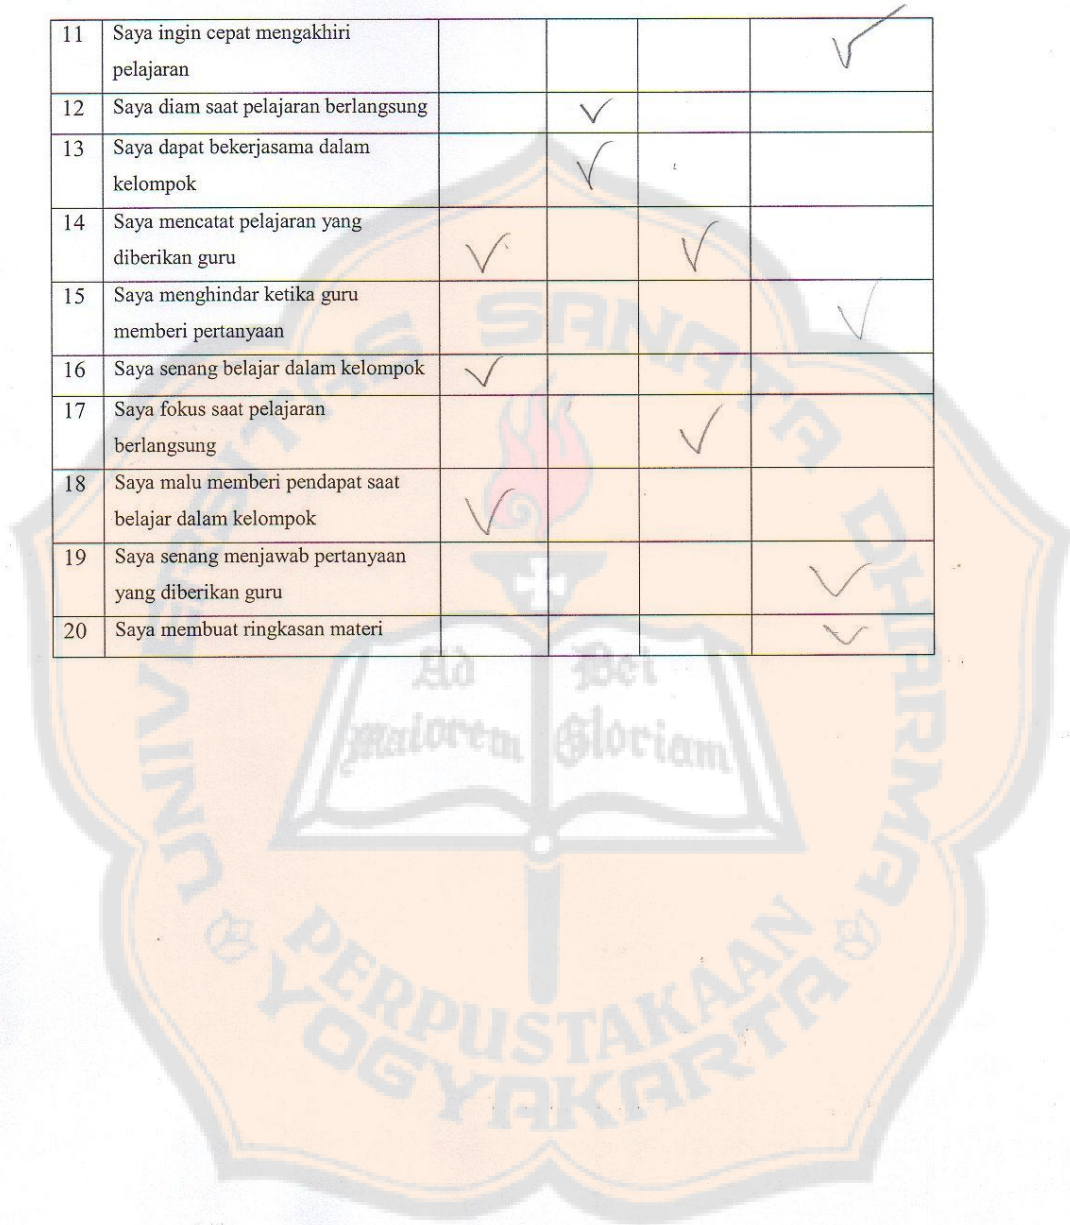 11 Saya ingin cepat mengakhiri
pelajaran ✓
12 Saya diam saat pelajaran berlangsung ✓
13 Saya dapat bekerjasama dalam
kelompok ✓
14 Saya mencatat pelajaran yang
diberikan guru ✓ ✓
15 Saya menghindar ketika guru
memberi pertanyaan ✓
16 Saya senang belajar dalam kelompok ✓
17 Saya fokus saat pelajaran
berlangsung ✓
18 Saya malu memberi pendapat saat
belajar dalam kelompok ✓
19 Saya senang menjawab pertanyaan
yang diberikan guru ✓
20 Saya membuat ringkasan materi ✓
UNIVERSITAS SANATA DHARMA
Ad Dei
Maiorem Gloriam
PERPUSTAKAAN
YOGYAKARTA